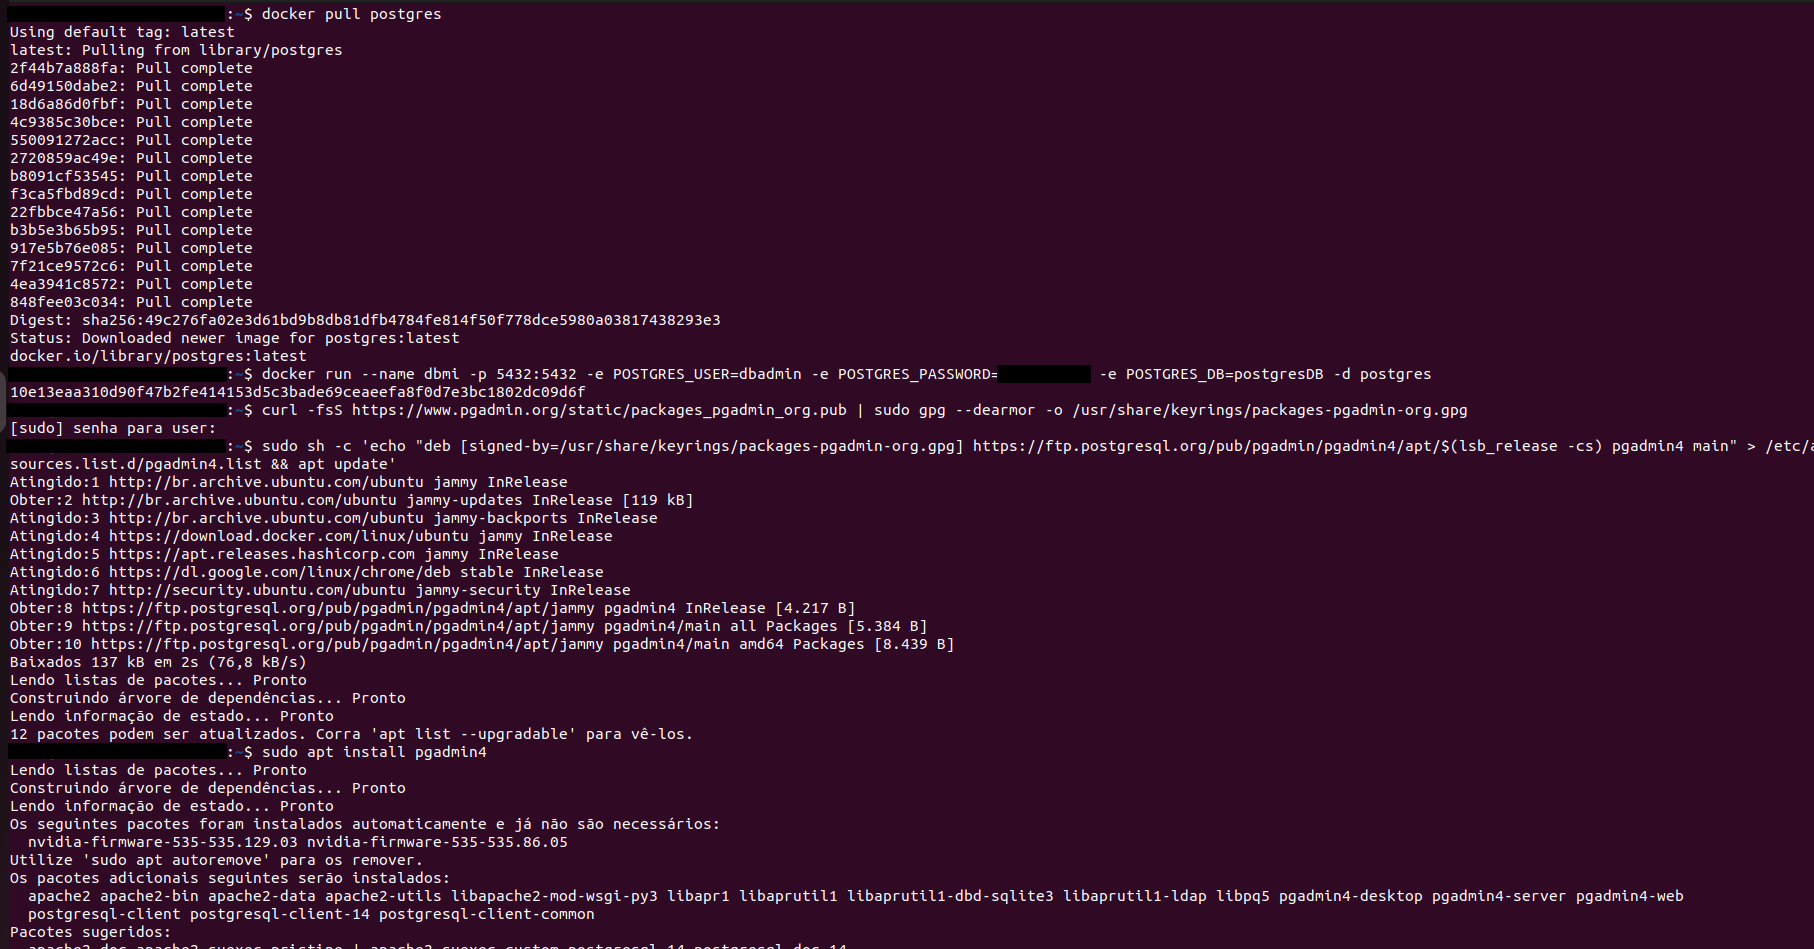 :~$ docker pull postgres
Using default tag: latest
latest: Pulling from library/postgres
2f44b7a888fa: Pull complete
6d49150dabe2: Pull complete
18d6a86d0fbf: Pull complete
4c9385c30bce: Pull complete
550091272acc: Pull complete
2720859ac49e: Pull complete
b8091cf53545: Pull complete
f3ca5fbd89cd: Pull complete
22fbbce47a56: Pull complete
b3b5e3b65b95: Pull complete
917e5b76e085: Pull complete
7f21ce9572c6: Pull complete
4ea3941c8572: Pull complete
848fee03c034: Pull complete
Digest: sha256:49c276fa02e3d61bd9b8db81dfb4784fe814f50f778dce5980a03817438293e3
Status: Downloaded newer image for postgres:latest
docker.io/library/postgres:latest
:~$ docker run --name dbmi -p 5432:5432 -e POSTGRES_USER=dbadmin -e POSTGRES_PASSWORD= -e POSTGRES_DB=postgresDB -d postgres
10e13eaa310d90f47b2fe414153d5c3bade69ceaeefa8f0d7e3bc1802dc09d6f
:~$ curl -fsS https://www.pgadmin.org/static/packages_pgadmin_org.pub | sudo gpg --dearmor -o /usr/share/keyrings/packages-pgadmin-org.gpg
[sudo] senha para user:
:~$ sudo sh -c 'echo "deb [signed-by=/usr/share/keyrings/packages-pgadmin-org.gpg] https://ftp.postgresql.org/pub/pgadmin/pgadmin4/apt/$(lsb_release -cs) pgadmin4 main" > /etc/a
sources.list.d/pgadmin4.list && apt update'
Atingido:1 http://br.archive.ubuntu.com/ubuntu jammy InRelease
Obter:2 http://br.archive.ubuntu.com/ubuntu jammy-updates InRelease [119 kB]
Atingido:3 http://br.archive.ubuntu.com/ubuntu jammy-backports InRelease
Atingido:4 https://download.docker.com/linux/ubuntu jammy InRelease
Atingido:5 https://apt.releases.hashicorp.com jammy InRelease
Atingido:6 https://dl.google.com/linux/chrome/deb stable InRelease
Atingido:7 http://security.ubuntu.com/ubuntu jammy-security InRelease
Obter:8 https://ftp.postgresql.org/pub/pgadmin/pgadmin4/apt/jammy pgadmin4 InRelease [4.217 B]
Obter:9 https://ftp.postgresql.org/pub/pgadmin/pgadmin4/apt/jammy pgadmin4/main all Packages [5.384 B]
Obter:10 https://ftp.postgresql.org/pub/pgadmin/pgadmin4/apt/jammy pgadmin4/main amd64 Packages [8.439 B]
Baixados 137 kB em 2s (76,8 kB/s)
Lendo listas de pacotes... Pronto
Construindo árvore de dependências... Pronto
Lendo informação de estado... Pronto
12 pacotes podem ser atualizados. Corra 'apt list --upgradable' para vê-los.
:~$ sudo apt install pgadmin4
Lendo listas de pacotes... Pronto
Construindo árvore de dependências... Pronto
Lendo informação de estado... Pronto
Os seguintes pacotes foram instalados automaticamente e já não são necessários:
nvidia-firmware-535-535.129.03 nvidia-firmware-535-535.86.05
Utilize 'sudo apt autoremove' para os remover.
Os pacotes adicionais seguintes serão instalados:
apache2 apache2-bin apache2-data apache2-utils libapache2-mod-wsgi-py3 libapr1 libaprutil1 libaprutil1-dbd-sqlite3 libaprutil1-ldap libpq5 pgadmin4-desktop pgadmin4-server pgadmin4-web
postgresql-client postgresql-client-14 postgresql-client-common
Pacotes sugeridos:
apache2-doc apache2-suexec-pristine | apache2-suexec-custom postgresql-14 postgresql-doc-14